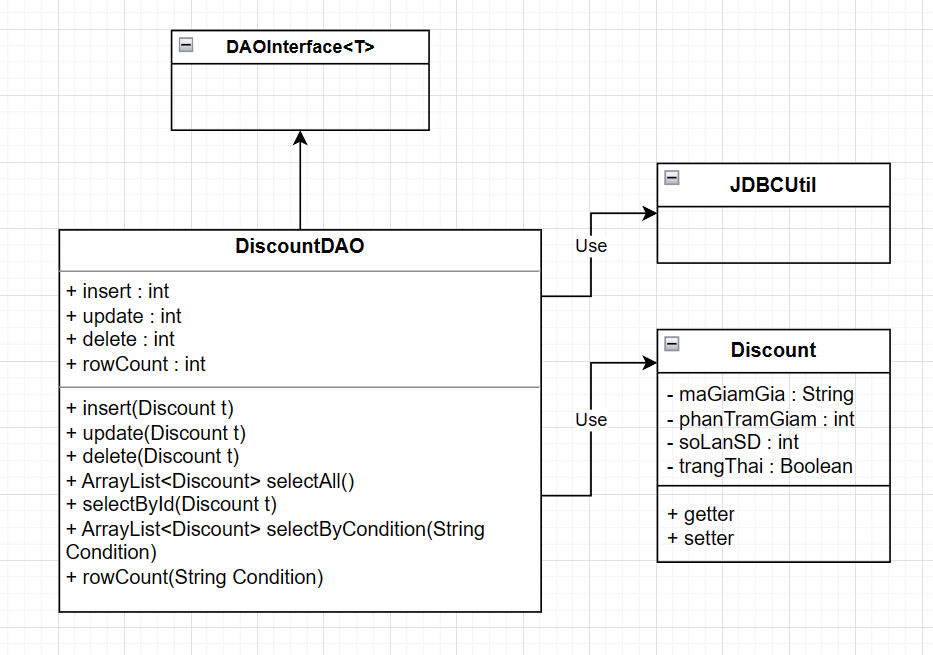 DAOInterface<T>
DiscountDAO
+ insert : int
+ update : int
+ delete : int
+ rowCount : int
+ insert(Discount t)
+ update(Discount t)
+ delete(Discount t)
+ ArrayList<Discount> selectAll()
+ selectById(Discount t)
+ ArrayList<Discount> selectByCondition(String
Condition)
+ rowCount(String Condition)
Use
JDBCUtil
Use
Discount
- maGiamGia : String
- phanTramGiam : int
- soLanSD : int
- trangThai : Boolean
+ getter
+ setter